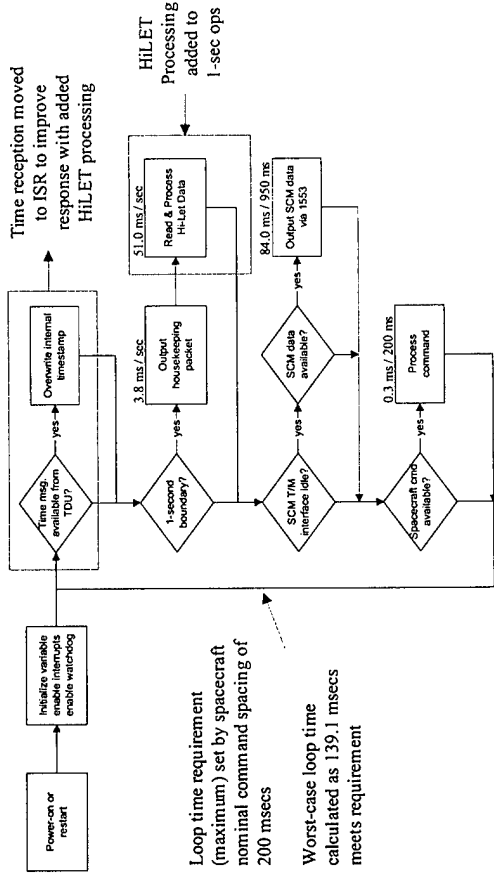 Power-on or
restart
Initialize variable
enable interrupts
enable watchdog
Time msg.
available from
TDU?
yes
Overwrite internal
timestamp
Time reception moved
to ISR to improve
response with added
HiLET processing
1-second
boundary?
yes
3.8 ms / sec
Output
housekeeping
packet
51.0 ms / sec
Read & Process
Hi-Let Data
HiLET
Processing
added to
1-sec ops
SCM T/M
interface idle?
yes
SCM data
available?
yes
84.0 ms / 950 ms
Output SCM data
via 1553
Spacecraft cmd
available?
yes
0.3 ms / 200 ms
Process
command
Loop time requirement
(maximum) set by spacecraft
nominal command spacing of
200 msecs
Worst-case loop time
calculated as 139.1 msecs
meets requirement